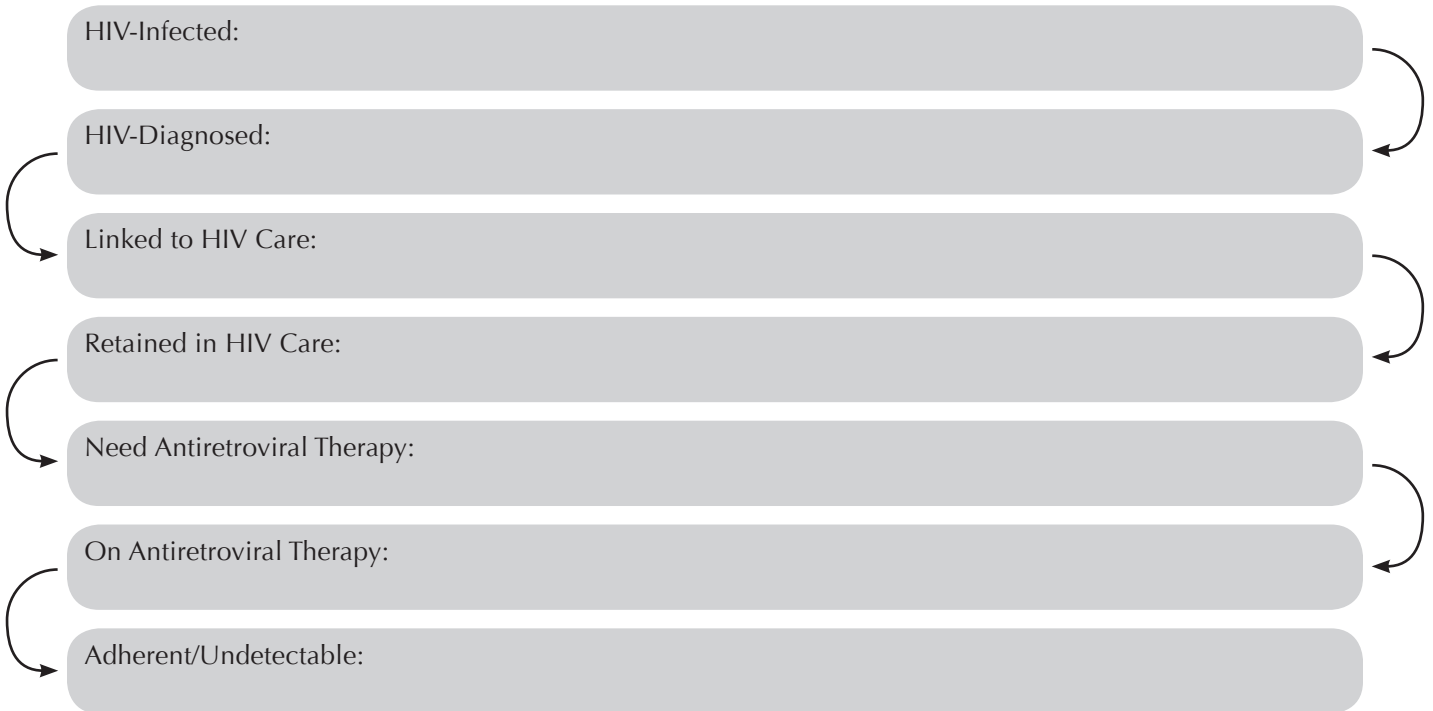 HIV-Infected:
HIV-Diagnosed:
Linked to HIV Care:
Retained in HIV Care:
Need Antiretroviral Therapy:
On Antiretroviral Therapy:
Adherent/Undetectable: